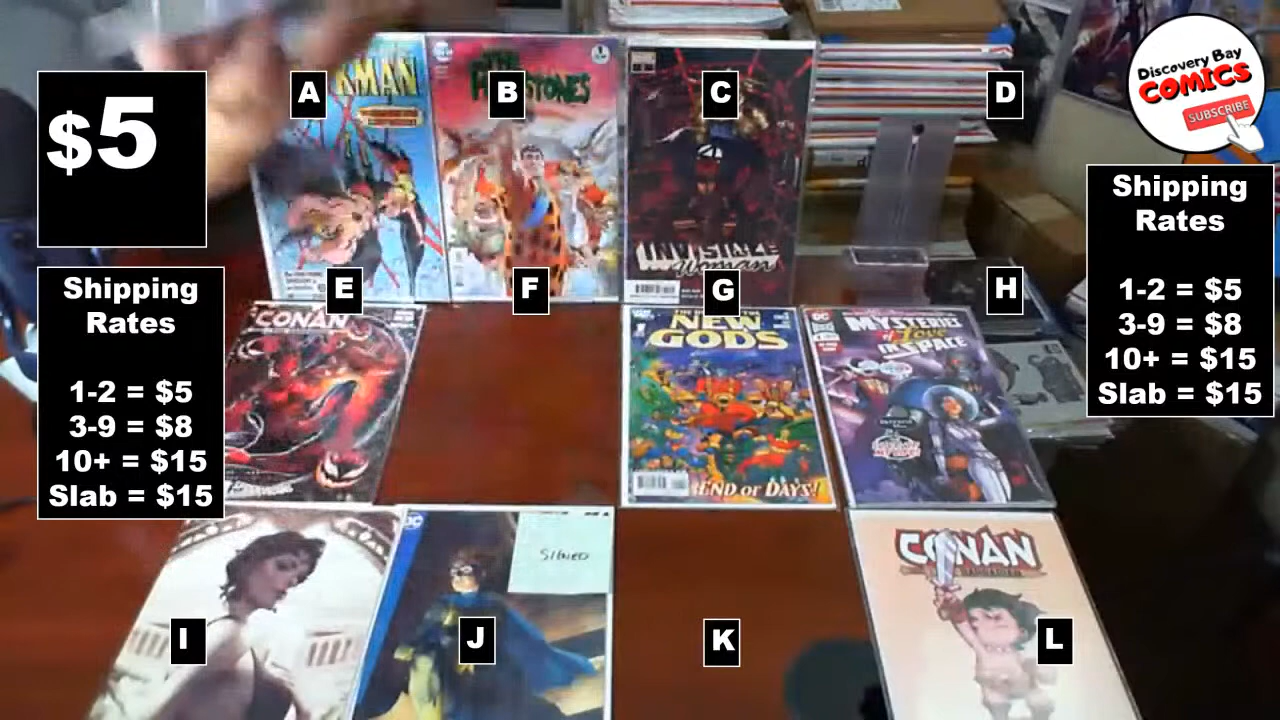 $5
Shipping
Rates
1-2 = $5
3-9 = $8
10+ = $15
Slab = $15
A
B
C
D
E
F
G
H
I
J
K
L
KMAN
THE
INVISIBLE
Woman
CONAN
NEW
GODS
END OF DAYS!
MYSTERIES
of Love
IN SPACE
SIGNED
CONAN
Discovery Bay
COMICS
SUBSCRIBE
Shipping
Rates
1-2 = $5
3-9 = $8
10+ = $15
Slab = $15